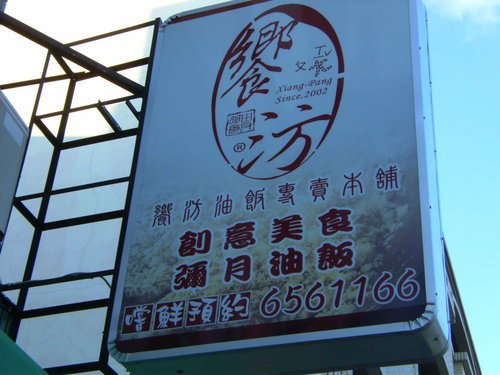 饗坊
Xiang-Pang
Since.2002
®
饗坊油飯專賣本舖
創意美食
彌月油飯
嚐鮮預約 6561166